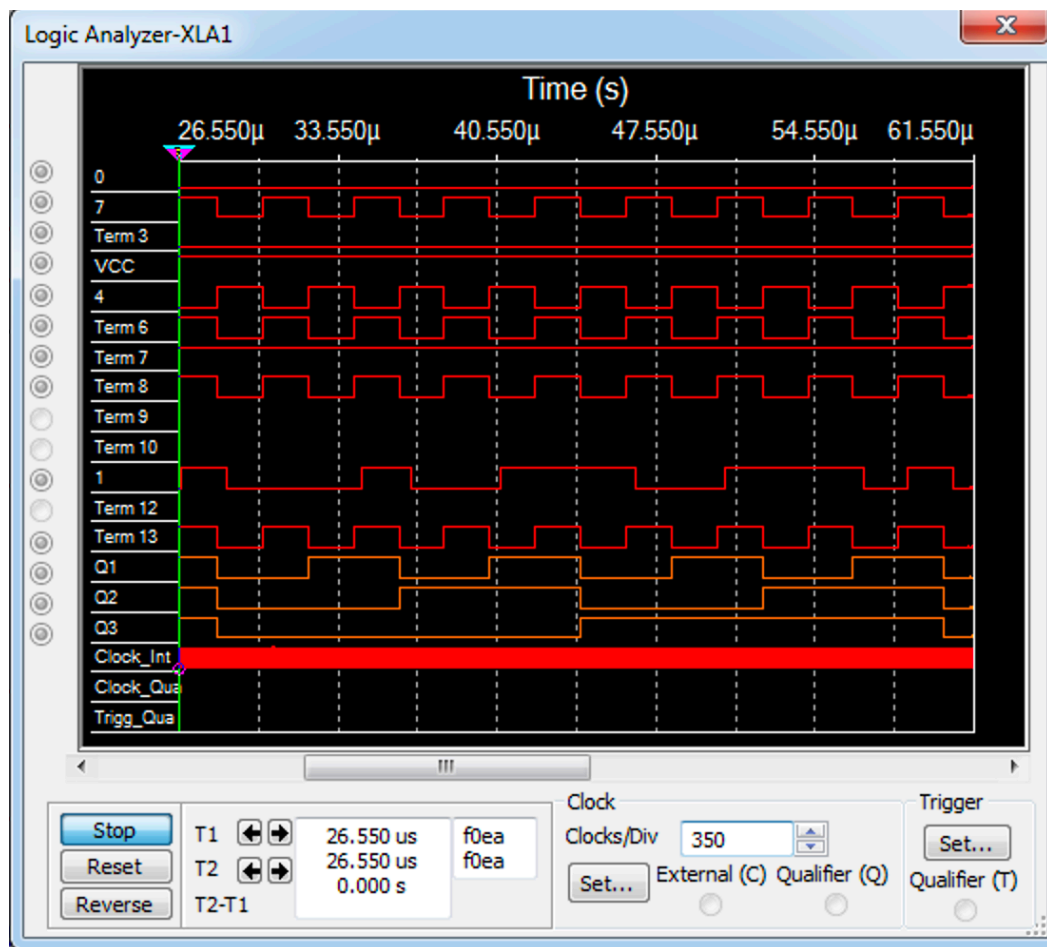 Logic Analyzer-XLA1
Time (s)
26.550µ 33.550µ 40.550µ 47.550µ 54.550µ 61.550µ
0
7
Term 3
VCC
4
Term 6
Term 7
Term 8
Term 9
Term 10
1
Term 12
Term 13
Q1
Q2
Q3
Clock_Int
Clock_Qua
Trigg_Qua
Stop
Reset
Reverse
T1 26.550 us f0ea
T2 26.550 us f0ea
T2-T1 0.000 s
Clock
Clocks/Div 350
Set... External (C) Qualifier (Q)
Trigger
Set...
Qualifier (T)